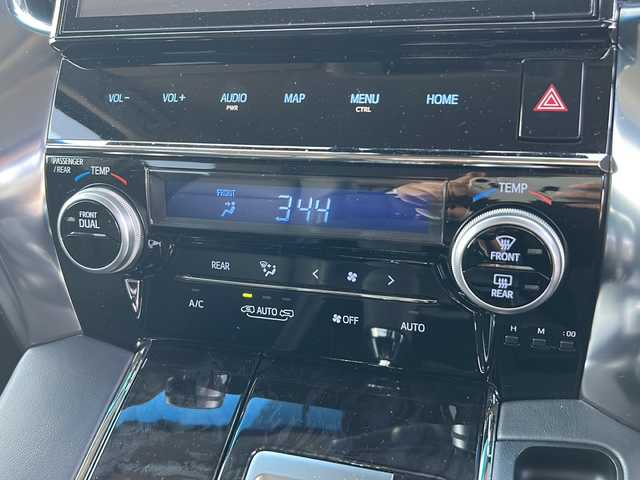 VOL- VOL+ AUDIO MAP MENU HOME
PWR CTRL
PASSENGER
/REAR TEMP
FRONT
DUAL
FRONT
344
TEMP
FRONT
REAR
REAR
A/C AUTO OFF AUTO
H M :00